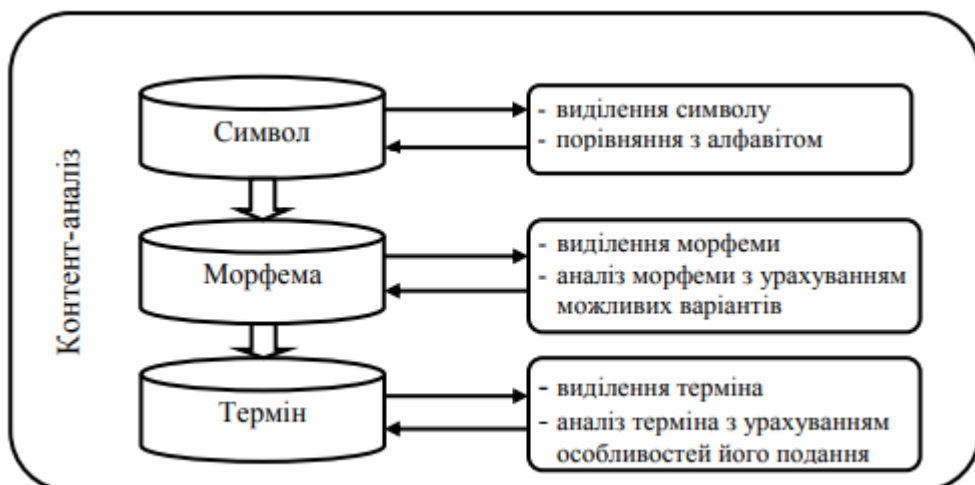 Контент-аналіз
Символ
- виділення символу
- порівняння з алфавітом
Морфема
- виділення морфеми
- аналіз морфеми з урахуванням
можливих варіантів
Термін
- виділення терміна
- аналіз терміна з урахуванням
особливостей його подання